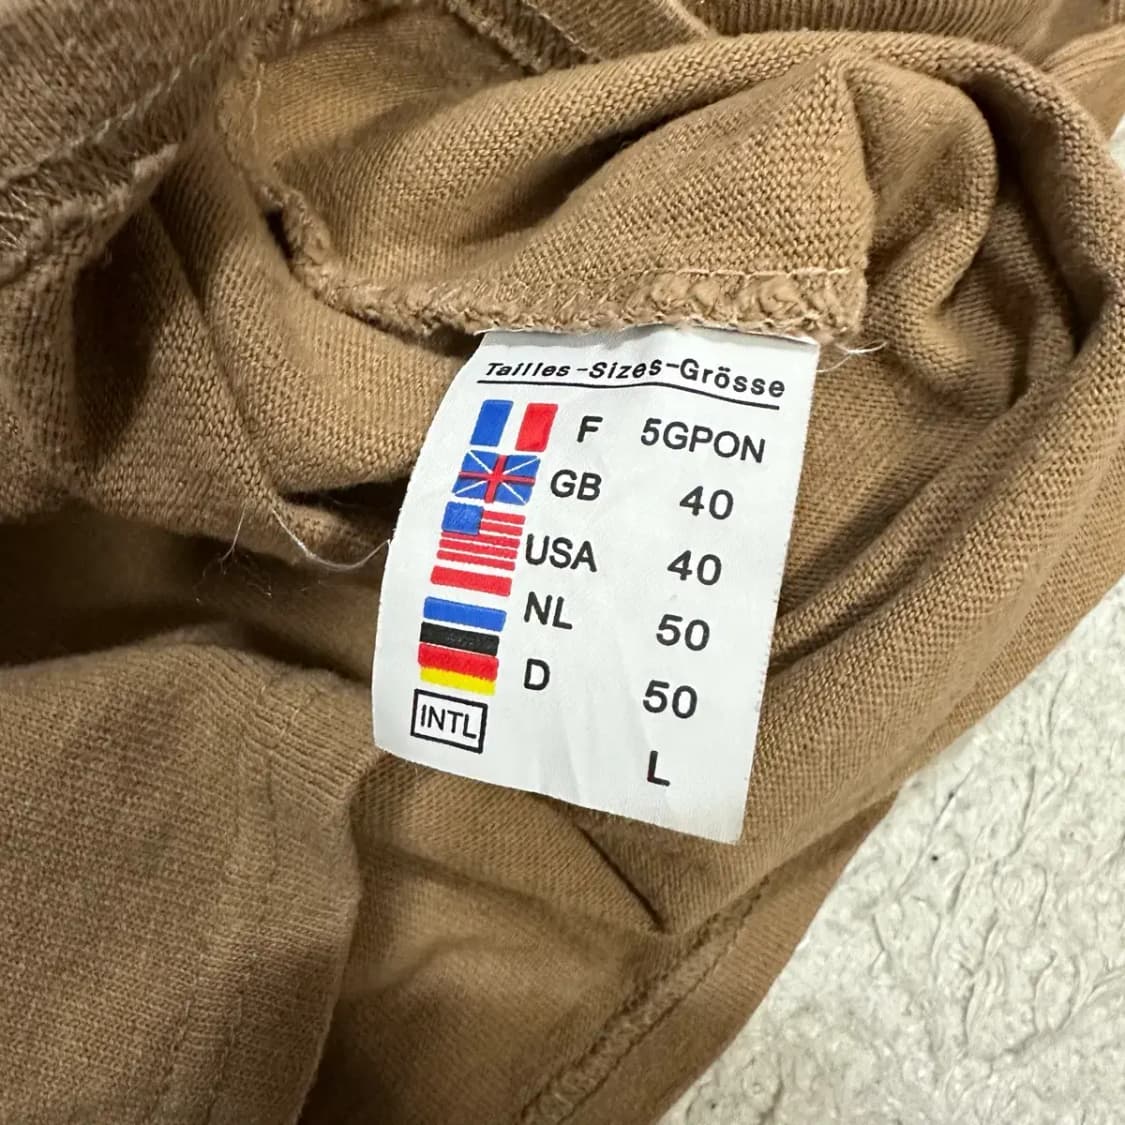 Tailles-Sizes-Grösse
F 5GPON
GB 40
USA 40
NL 50
D 50
INTL L